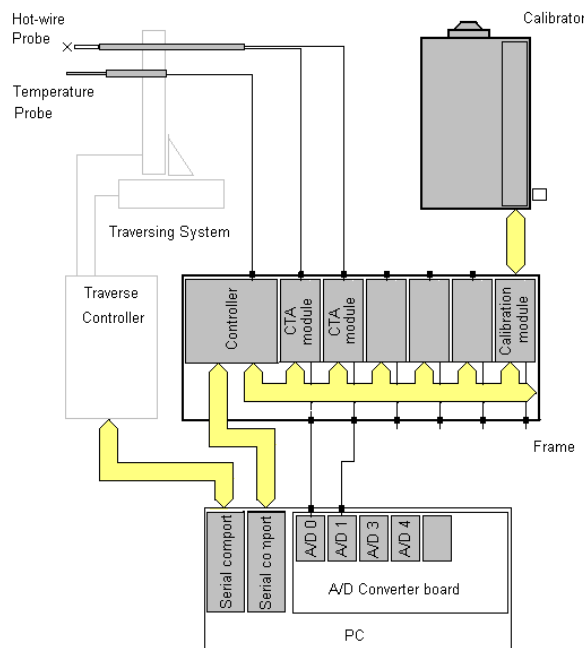 Hot-wire
Probe
Calibrator
Temperature
Probe
Traversing System
Traverse
Controller
Controller
CTA
module
CTA
module
Calibration
module
Frame
Serial comport
Serial comport
A/D 0
A/D 1
A/D 3
A/D 4
A/D Converter board
PC